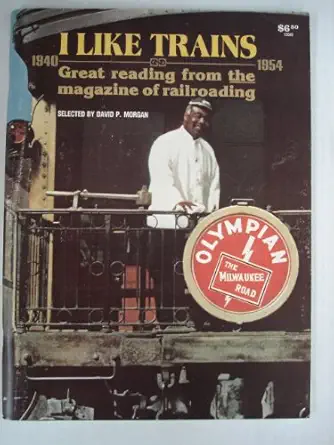 $6.50
I LIKE TRAINS
1940
1954
Great reading from the
magazine of railroading
SELECTED BY DAVID P. MORGAN
OLYMPIAN
THE
MILWAUKEE
ROAD